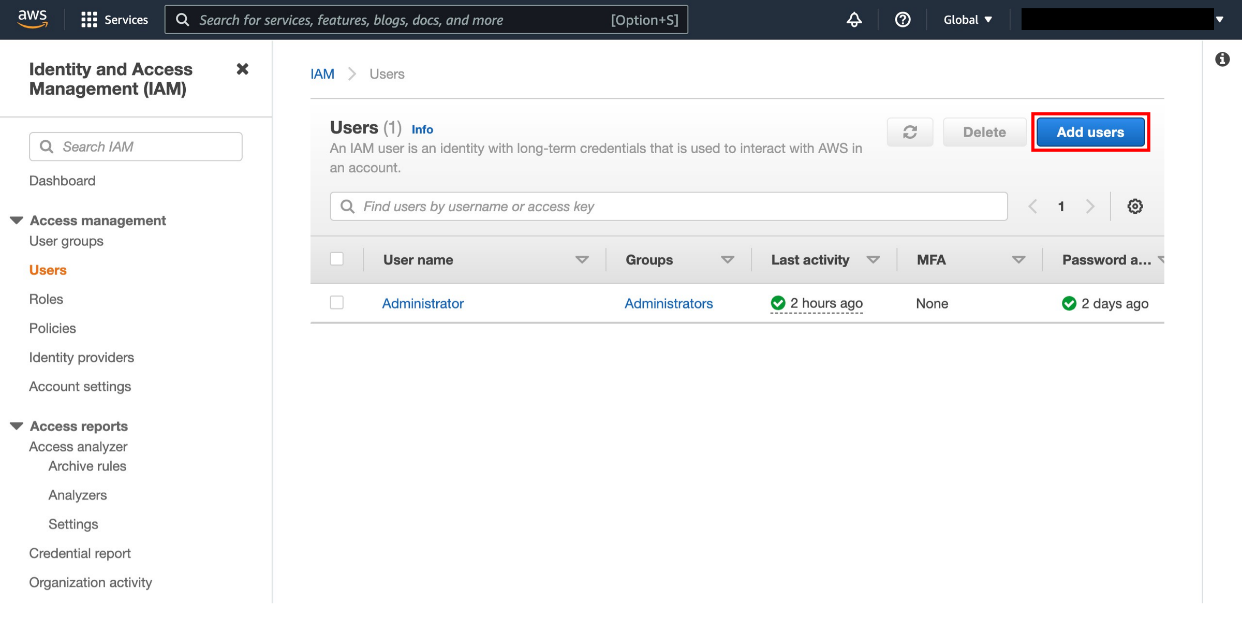 aws
Services
Search for services, features, blogs, docs, and more [Option+S]
Global
Identity and Access
Management (IAM)
Search IAM
Dashboard
Access management
User groups
Users
Roles
Policies
Identity providers
Account settings
Access reports
Access analyzer
Archive rules
Analyzers
Settings
Credential report
Organization activity
IAM Users
Users (1) Info
An IAM user is an identity with long-term credentials that is used to interact with AWS in
an account.
Delete
Add users
Find users by username or access key
1
User name Groups Last activity MFA Password a...
Administrator Administrators 2 hours ago None 2 days ago